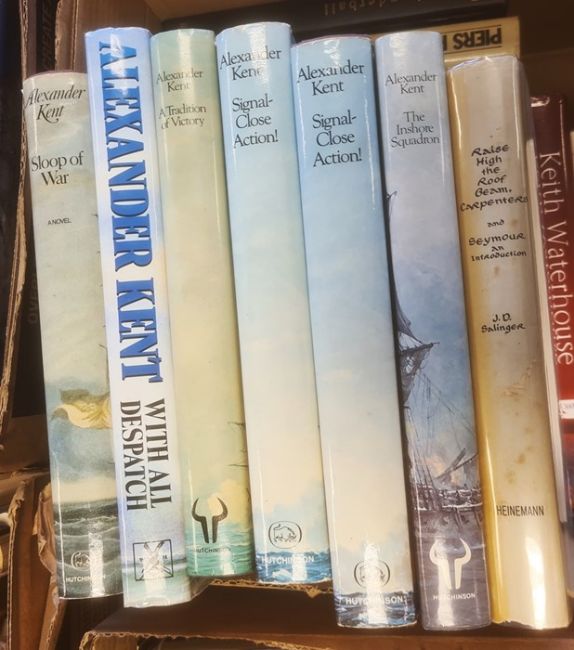 Alexander
Kent
Sloop of
War
A NOVEL
HUTCHINSON
ALEXANDER KENT
WITH ALL
DESPATCH
Alexander
Kent
A Tradition
of Victory
HUTCHINSON
Alexander
Kent
Signal-
Close
Action!
HUTCHINSON
Alexander
Kent
Signal-
Close
Action!
HUTCHINSON
Alexander
Kent
The
Inshore
Squadron
HUTCHINSON
Raise
High
the
Roof
Beam,
Carpenters
and
Seymour
an
Introduction
J.D.
Salinger
HEINEMANN
Keith Waterhouse
PIERS